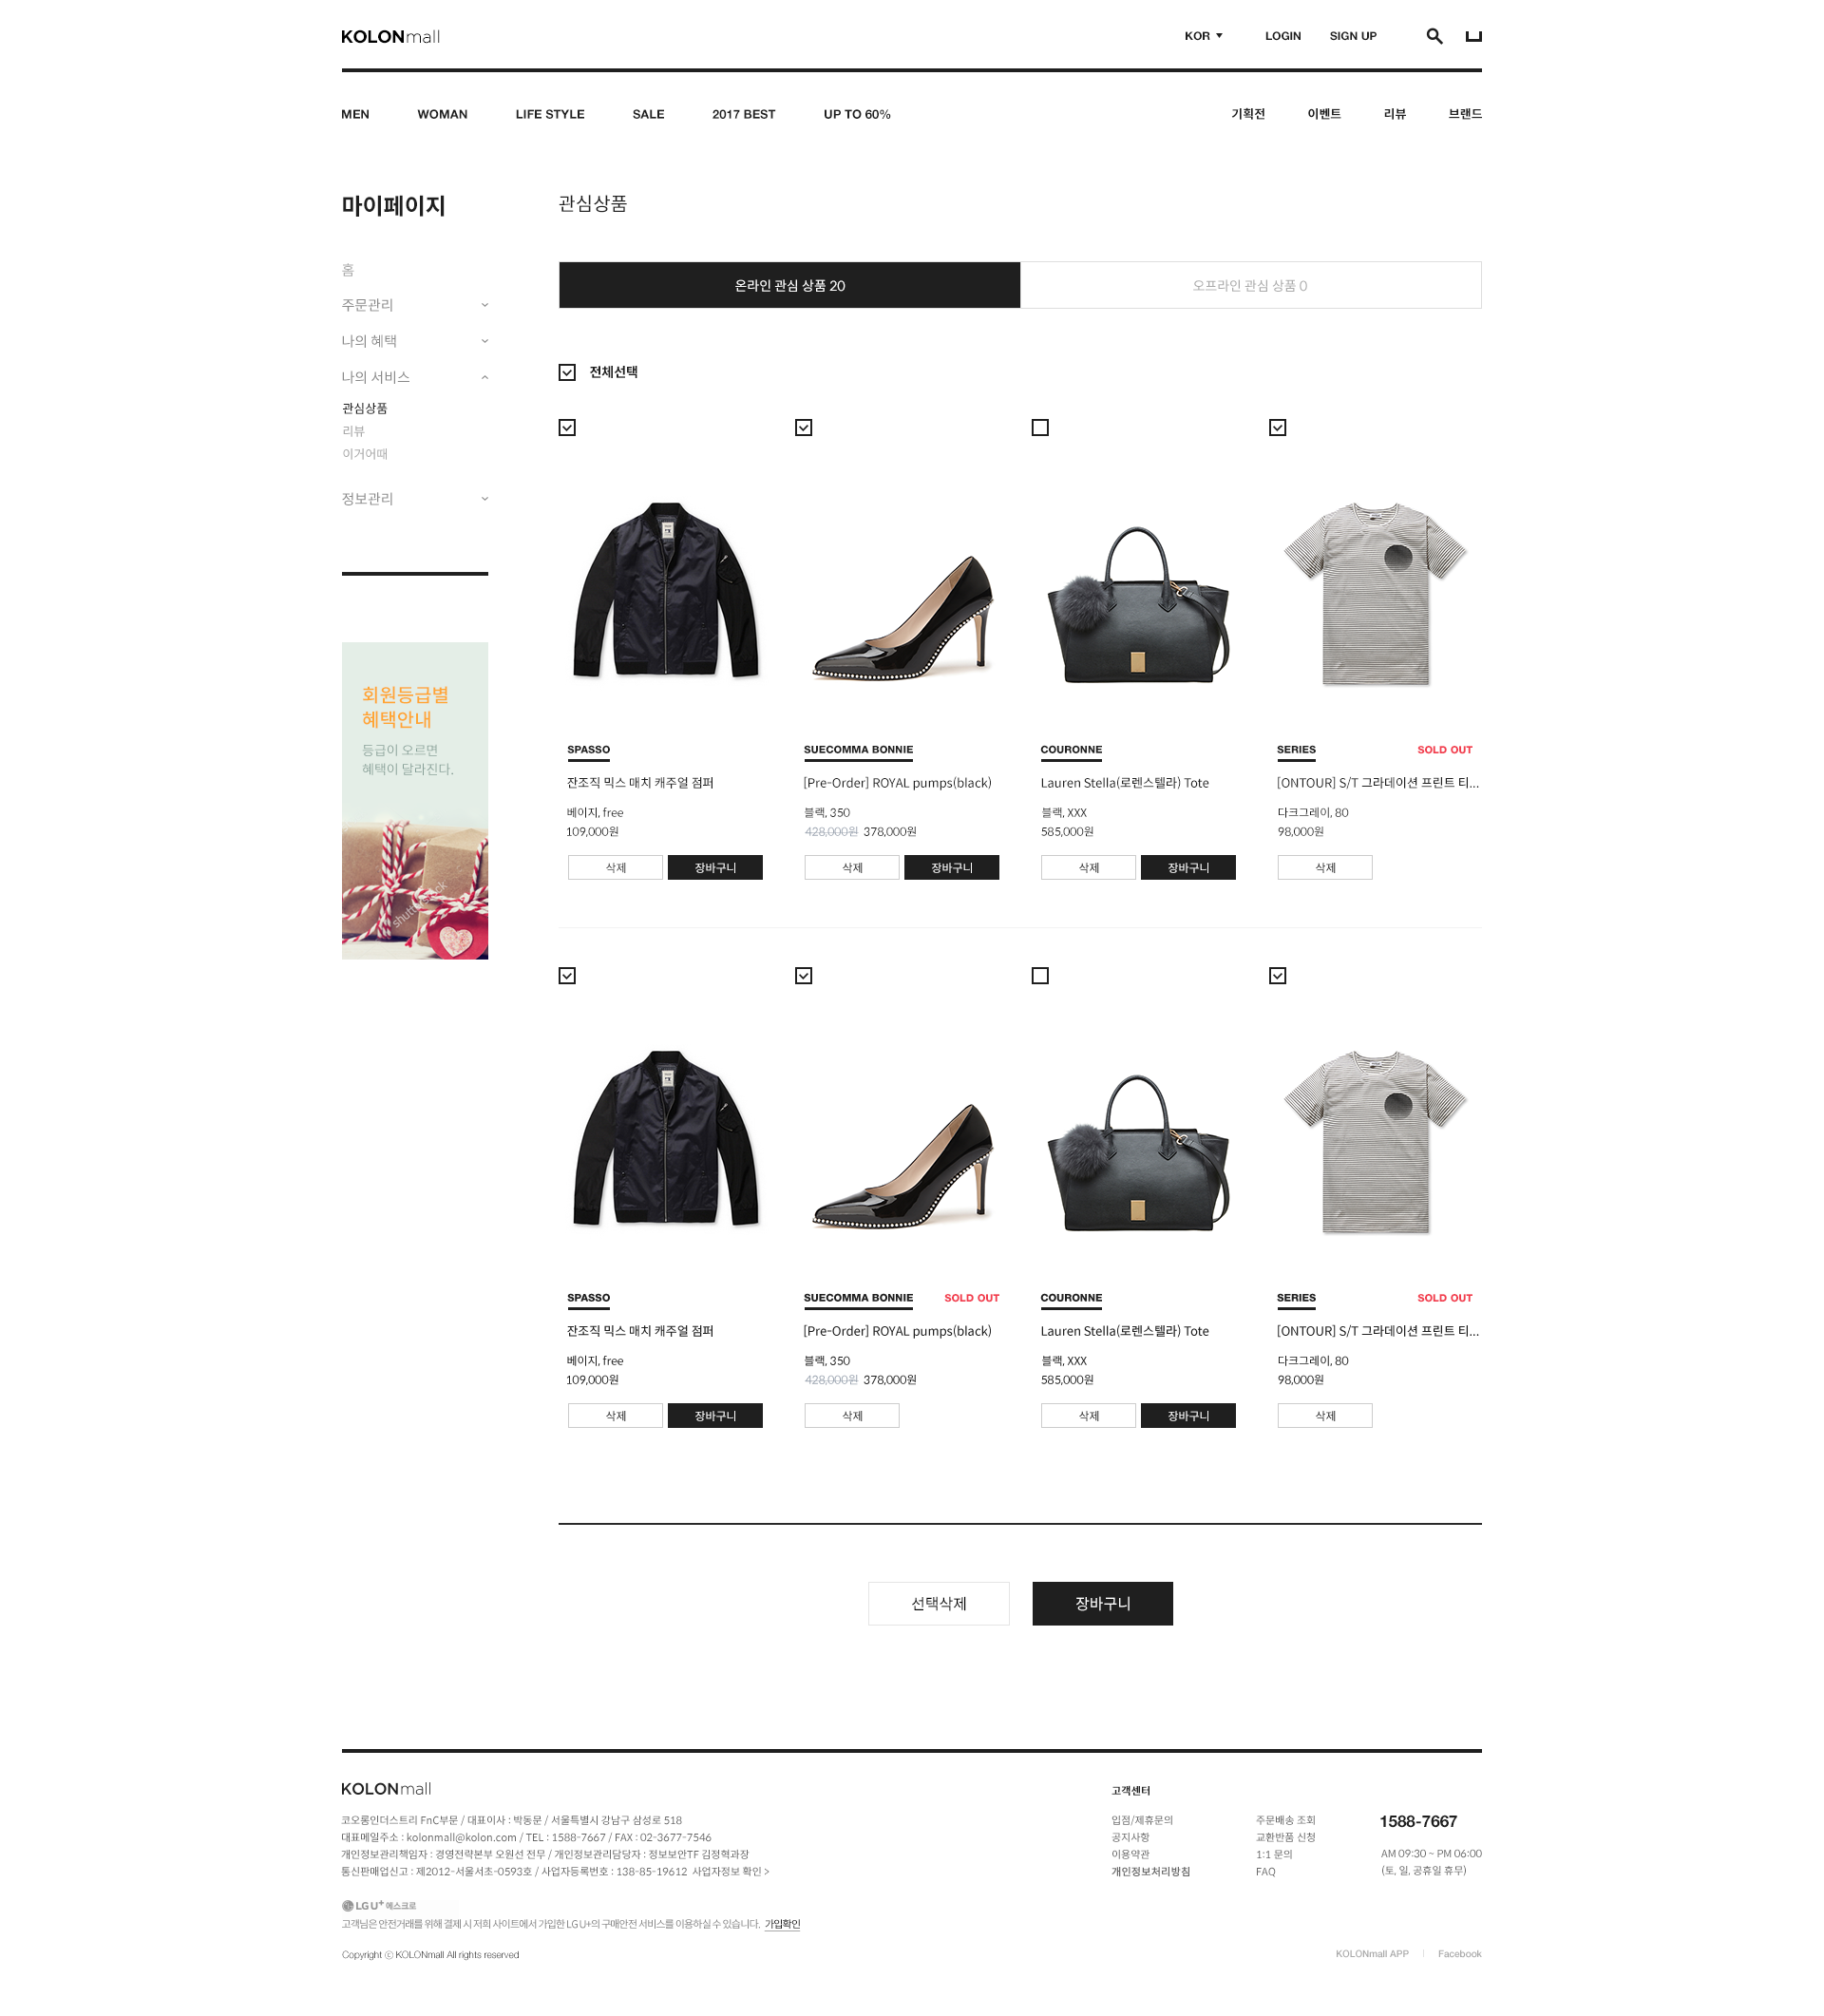 KOLONmall
KOR ▼ LOGIN SIGN UP
MEN WOMAN LIFE STYLE SALE 2017 BEST UP TO 60% 기획전 이벤트 리뷰 브랜드
마이페이지
홈
주문관리
나의 혜택
나의 서비스
관심상품
리뷰
이거어때
정보관리
회원등급별
혜택안내
등급이 오르면
혜택이 달라진다.
shutterstock
관심상품
온라인 관심 상품 20 오프라인 관심 상품 0
전체선택
SPASSO SUECOMMA BONNIE COURONNE SERIES SOLD OUT
잔조직 믹스 매치 캐주얼 점퍼 [Pre-Order] ROYAL pumps(black) Lauren Stella(로렌스텔라) Tote [ONTOUR] S/T 그라데이션 프린트 티...
베이지, free 블랙, 350 블랙, XXX 다크그레이, 80
109,000원 428,000원 378,000원 585,000원 98,000원
삭제 장바구니 삭제 장바구니 삭제 장바구니 삭제
SPASSO SUECOMMA BONNIE SOLD OUT COURONNE SERIES SOLD OUT
잔조직 믹스 매치 캐주얼 점퍼 [Pre-Order] ROYAL pumps(black) Lauren Stella(로렌스텔라) Tote [ONTOUR] S/T 그라데이션 프린트 티...
베이지, free 블랙, 350 블랙, XXX 다크그레이, 80
109,000원 428,000원 378,000원 585,000원 98,000원
삭제 장바구니 삭제 삭제 장바구니 삭제
선택삭제 장바구니
KOLONmall
코오롱인더스트리 FnC부문 / 대표이사 : 박동문 / 서울특별시 강남구 삼성로 518
대표메일주소 : kolonmall@kolon.com / TEL : 1588-7667 / FAX : 02-3677-7546
개인정보관리책임자 : 경영전략본부 오원선 전무 / 개인정보관리담당자 : 정보보안TF 김정혁과장
통신판매업신고 : 제2012-서울서초-0593호 / 사업자등록번호 : 138-85-19612 사업자정보 확인 >
LG U+ 에스크로
고객님은 안전거래를 위해 결제 시 저희 사이트에서 가입한 LG U+의 구매안전 서비스를 이용하실 수 있습니다. 가입확인
Copyright ⓒ KOLONmall All rights reserved
고객센터
입점/제휴문의
공지사항
이용약관
개인정보처리방침
주문배송 조회
교환반품 신청
1:1 문의
FAQ
1588-7667
AM 09:30 ~ PM 06:00
(토, 일, 공휴일 휴무)
KOLONmall APP | Facebook